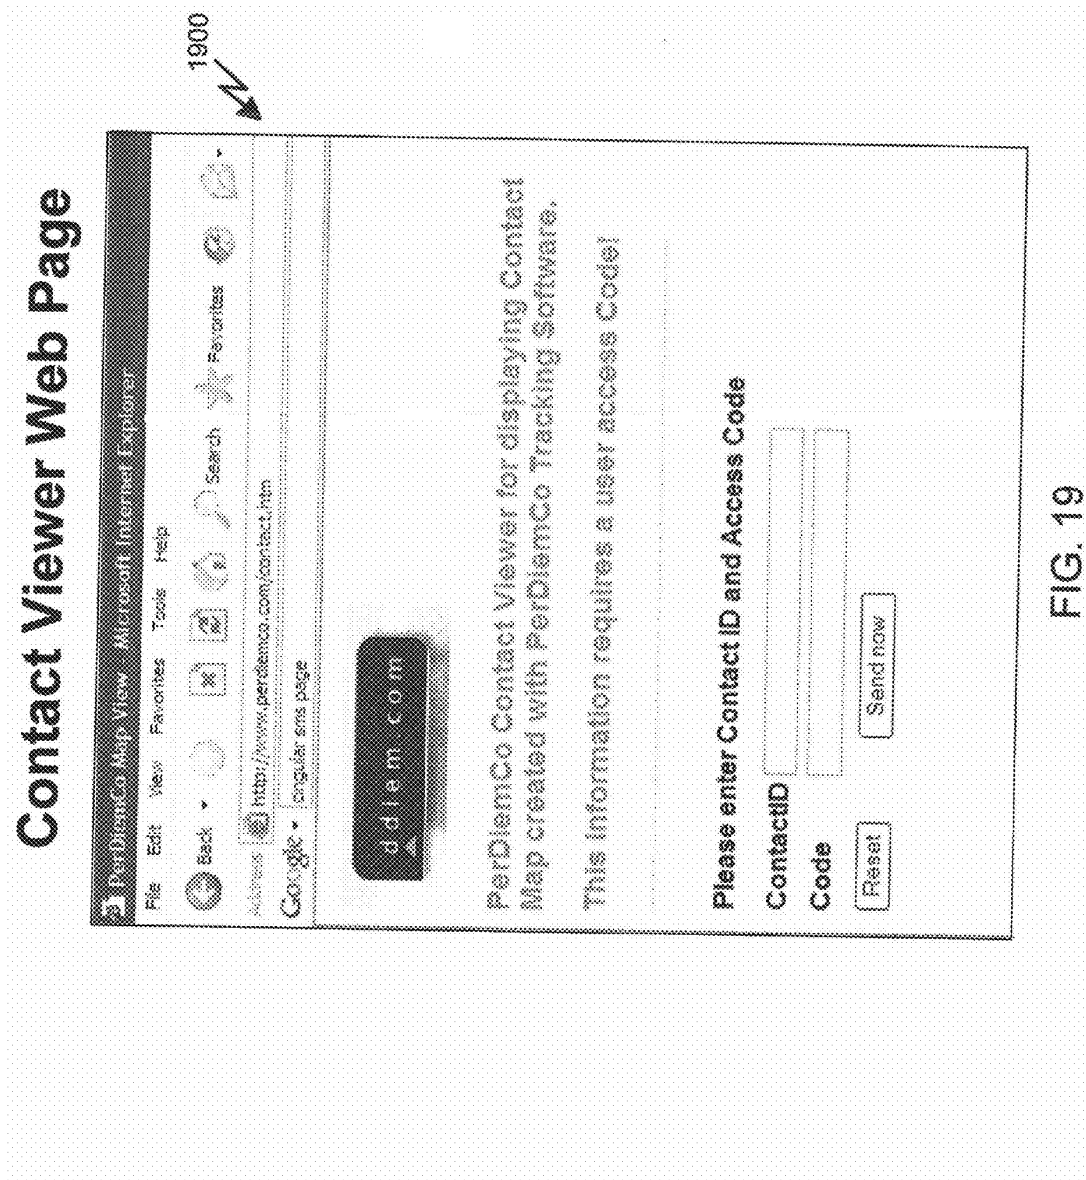 Contact Viewer Web Page
1900
PerDiemCo Map View - Microsoft Internet Explorer
File Edit View Favorites Tools Help
Back Search Favorites
Address http://www.perdiemco.com/contact.htm
Google cingular sms page
ddiem com
PerDiemCo Contact Viewer for displaying Contact
Map created with PerDiemCo Tracking Software.
This information requires a user access Code!
Please enter Contact ID and Access Code
ContactID
Code
Reset Send now
FIG. 19